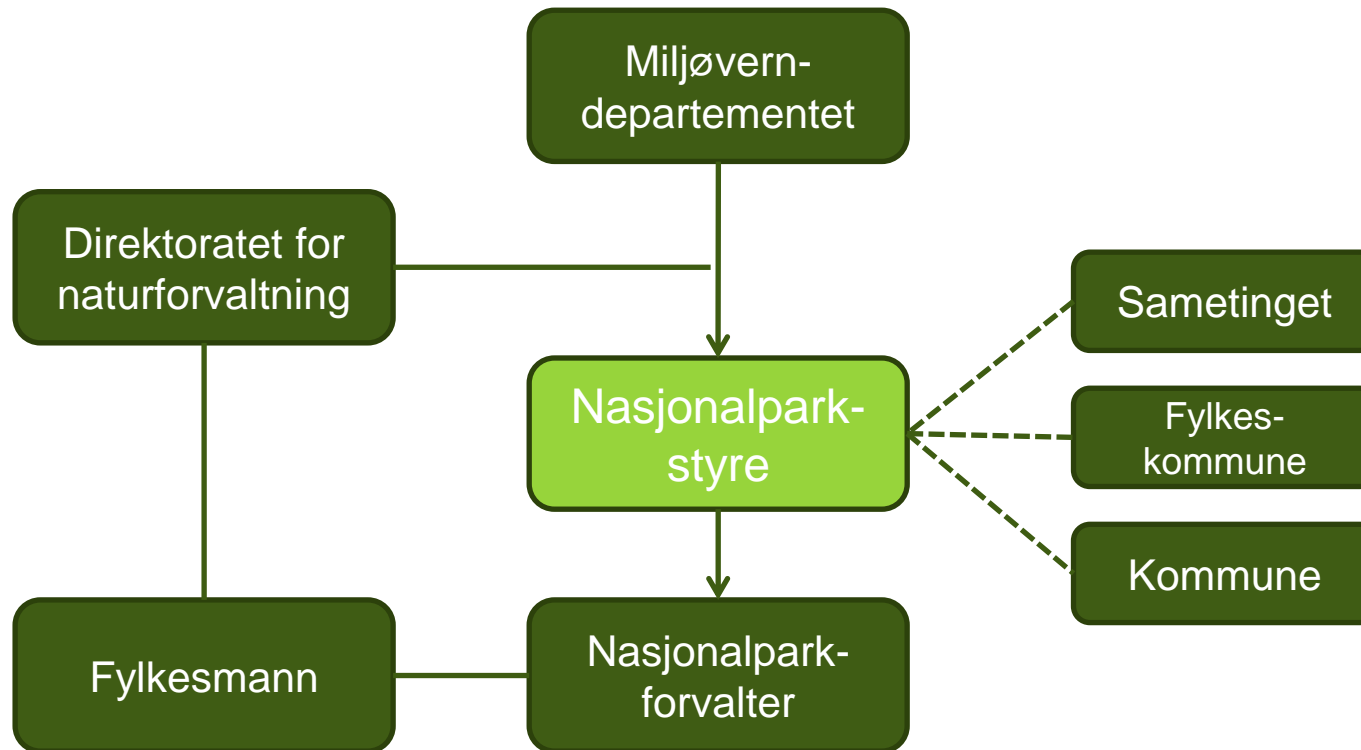 Miljøvern-
departementet
Direktoratet for
naturforvaltning
Sametinget
Nasjonalpark-
styre
Fylkes-
kommune
Kommune
Fylkesmann
Nasjonalpark-
forvalter